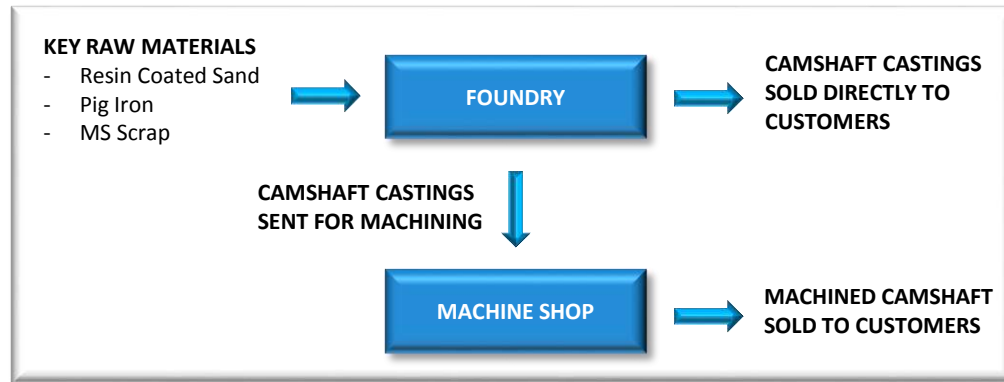 KEY RAW MATERIALS
- Resin Coated Sand
- Pig Iron
- MS Scrap
FOUNDRY
CAMSHAFT CASTINGS
SOLD DIRECTLY TO
CUSTOMERS
CAMSHAFT CASTINGS
SENT FOR MACHINING
MACHINE SHOP
MACHINED CAMSHAFT
SOLD TO CUSTOMERS